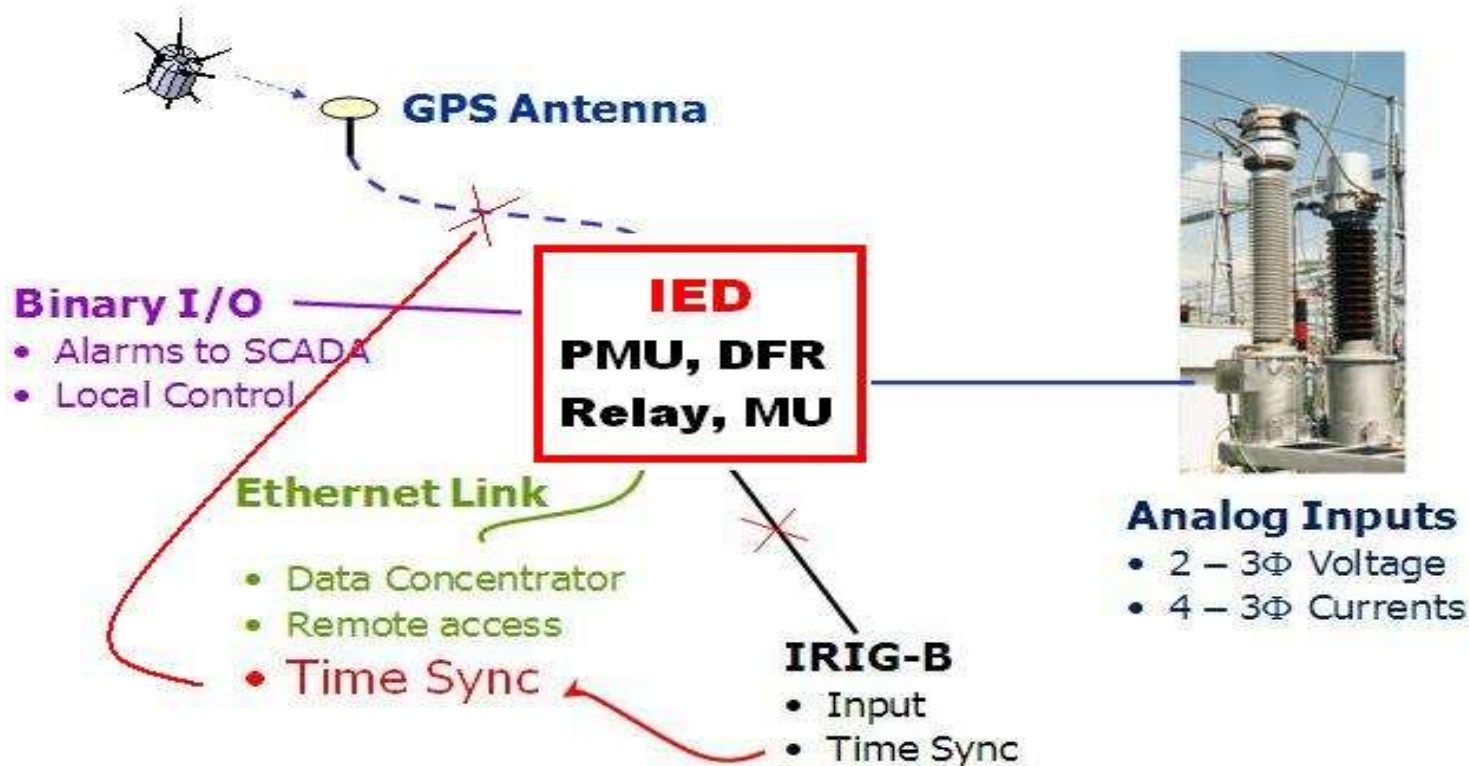 GPS Antenna
Binary I/O
• Alarms to SCADA
• Local Control
IED
PMU, DFR
Relay, MU
Ethernet Link
• Data Concentrator
• Remote access
• Time Sync
IRIG-B
• Input
• Time Sync
Analog Inputs
• 2 – 3Φ Voltage
• 4 – 3Φ Currents